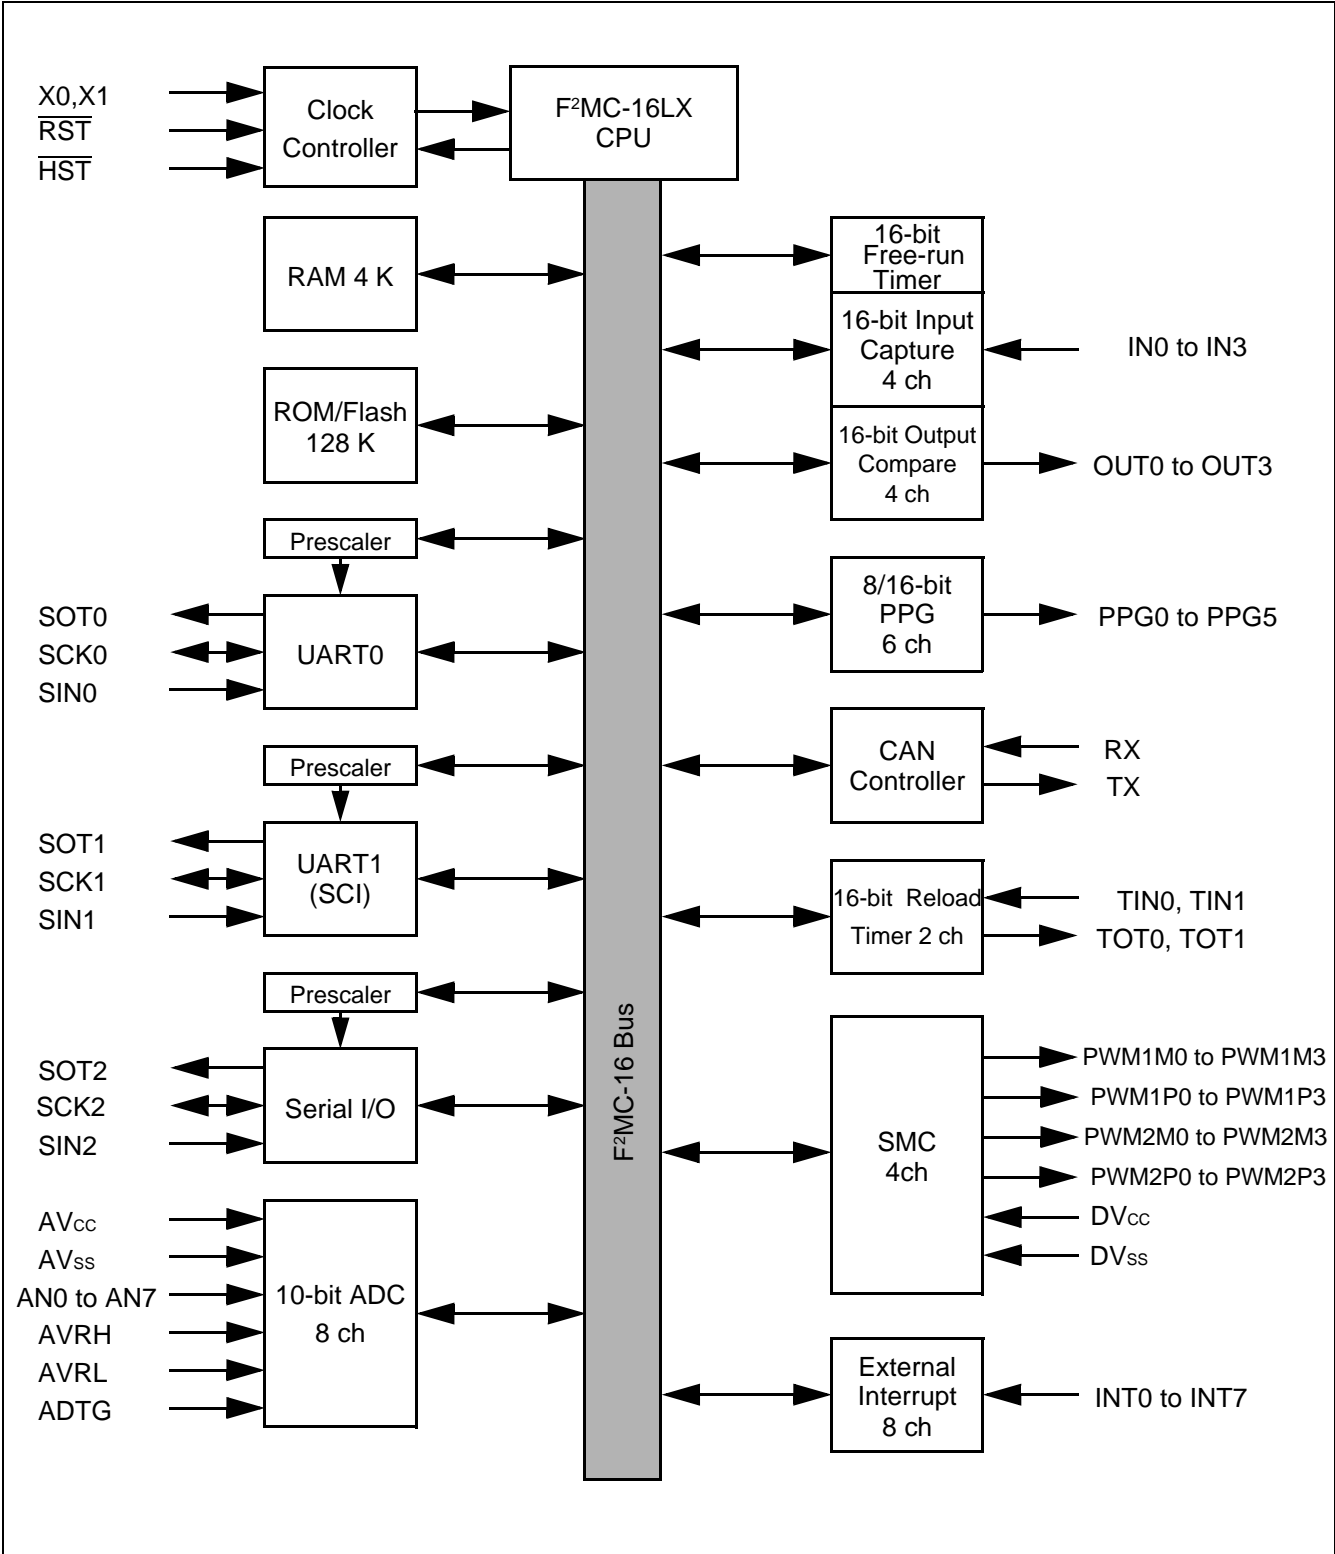 X0,X1
RST
HST
Clock
Controller
F²MC-16LX
CPU
RAM 4 K
ROM/Flash
128 K
Prescaler
SOT0
SCK0
SIN0
UART0
Prescaler
SOT1
SCK1
SIN1
UART1
(SCI)
Prescaler
SOT2
SCK2
SIN2
Serial I/O
AVCC
AVSS
AN0 to AN7
AVRH
AVRL
ADTG
10-bit ADC
8 ch
F²MC-16 Bus
16-bit
Free-run
Timer
16-bit Input
Capture
4 ch
IN0 to IN3
16-bit Output
Compare
4 ch
OUT0 to OUT3
8/16-bit
PPG
6 ch
PPG0 to PPG5
CAN
Controller
RX
TX
16-bit Reload
Timer 2 ch
TIN0, TIN1
TOT0, TOT1
SMC
4ch
PWM1M0 to PWM1M3
PWM1P0 to PWM1P3
PWM2M0 to PWM2M3
PWM2P0 to PWM2P3
DVCC
DVSS
External
Interrupt
8 ch
INT0 to INT7